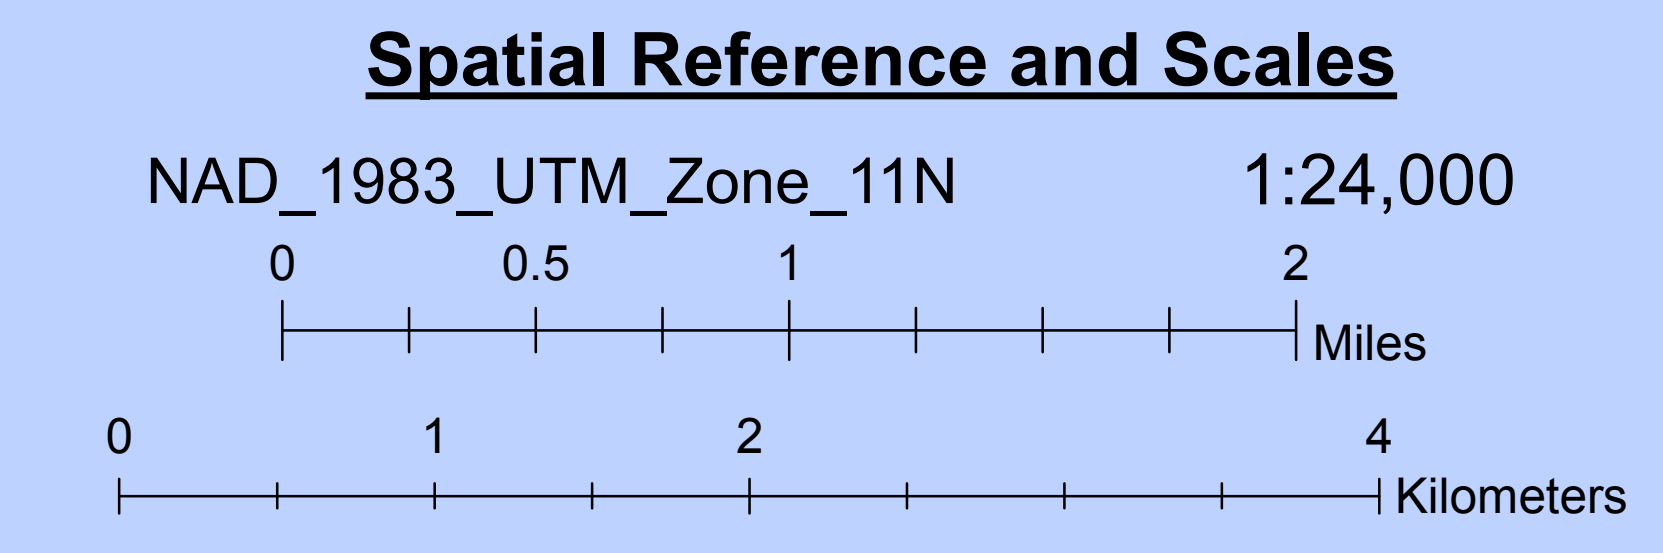 Spatial Reference and Scales
NAD_1983_UTM_Zone_11N 1:24,000
0 0.5 1 2
Miles
0 1 2 4
Kilometers